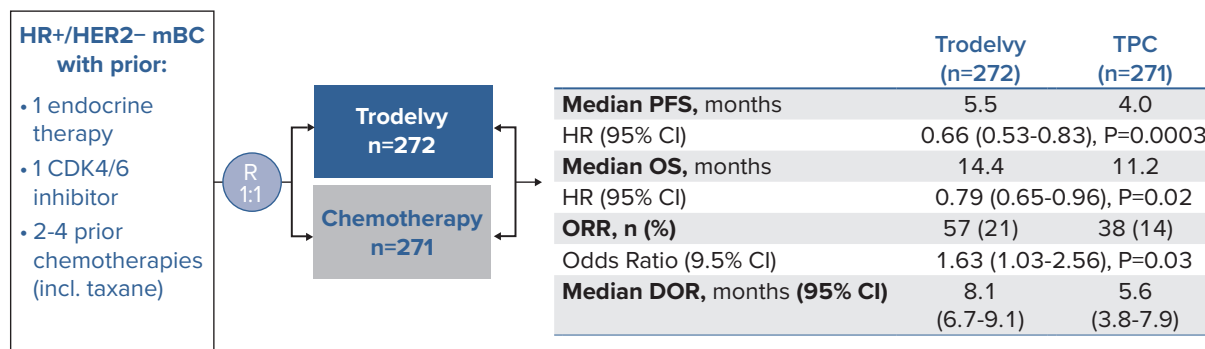 HR+/HER2− mBC
with prior:
• 1 endocrine
therapy
• 1 CDK4/6
inhibitor
• 2-4 prior
chemotherapies
(incl. taxane)
R
1:1
Trodelvy
n=272
Chemotherapy
n=271
Trodelvy TPC
(n=272) (n=271)
Median PFS, months 5.5 4.0
HR (95% CI) 0.66 (0.53-0.83), P=0.0003
Median OS, months 14.4 11.2
HR (95% CI) 0.79 (0.65-0.96), P=0.02
ORR, n (%) 57 (21) 38 (14)
Odds Ratio (9.5% CI) 1.63 (1.03-2.56), P=0.03
Median DOR, months (95% CI) 8.1 5.6
(6.7-9.1) (3.8-7.9)